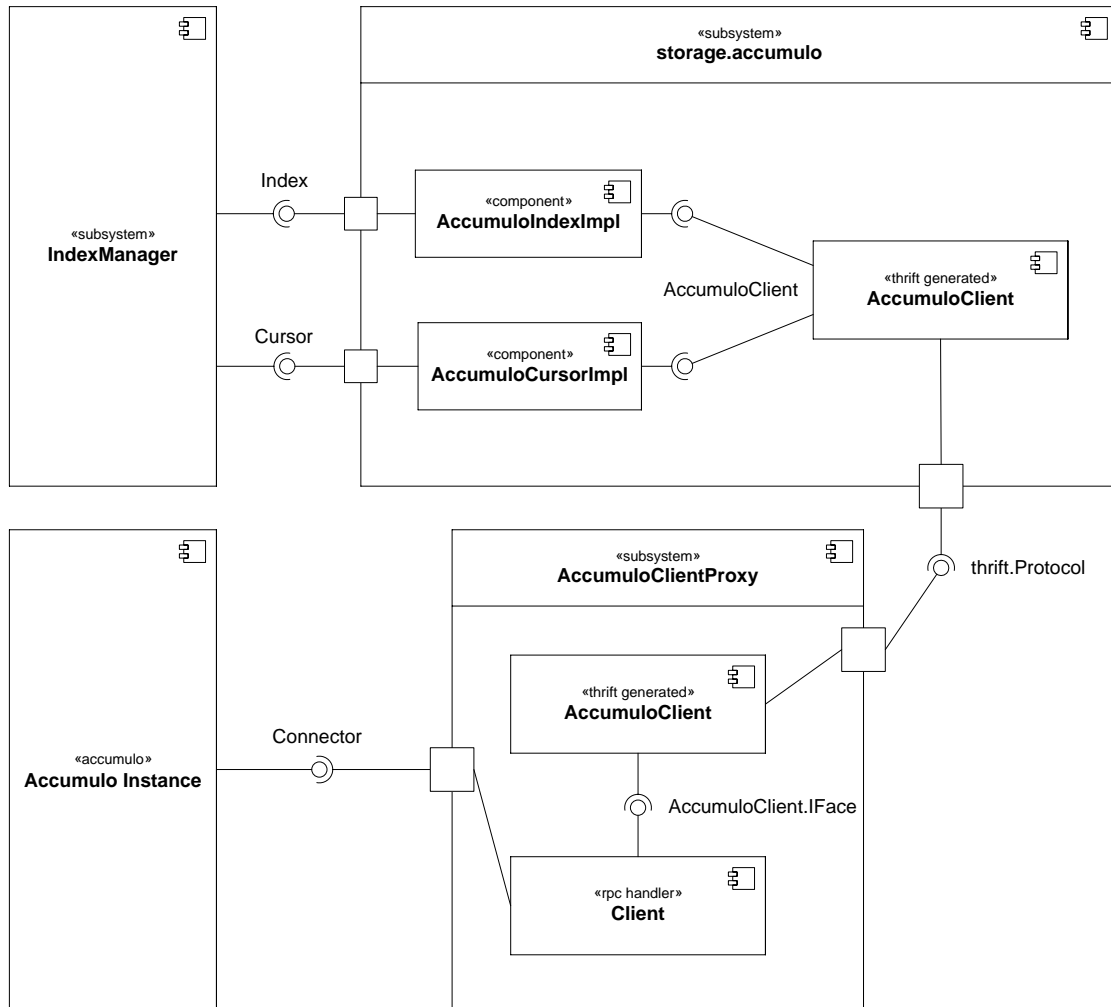 «subsystem»
storage.accumulo
«subsystem»
IndexManager
Index
Cursor
«component»
AccumuloIndexImpl
«component»
AccumuloCursorImpl
AccumuloClient
«thrift generated»
AccumuloClient
thrift.Protocol
«accumulo»
Accumulo Instance
Connector
«subsystem»
AccumuloClientProxy
«thrift generated»
AccumuloClient
AccumuloClient.IFace
«rpc handler»
Client